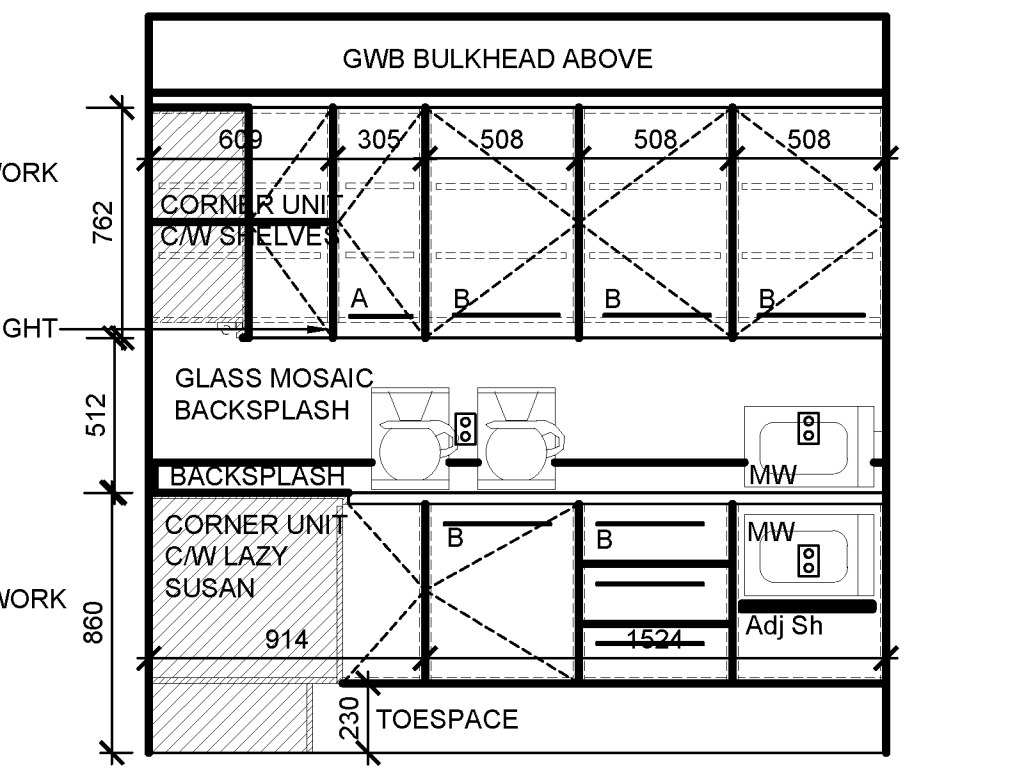 GWB BULKHEAD ABOVE
609 305 508 508 508
WORK
762
CORNER UNIT
C/W SHELVES
A B B B
GHT
GLASS MOSAIC
BACKSPLASH
512
BACKSPLASH
MW
CORNER UNIT
C/W LAZY
SUSAN
B B MW
WORK
860
914 1524
Adj Sh
230
TOESPACE